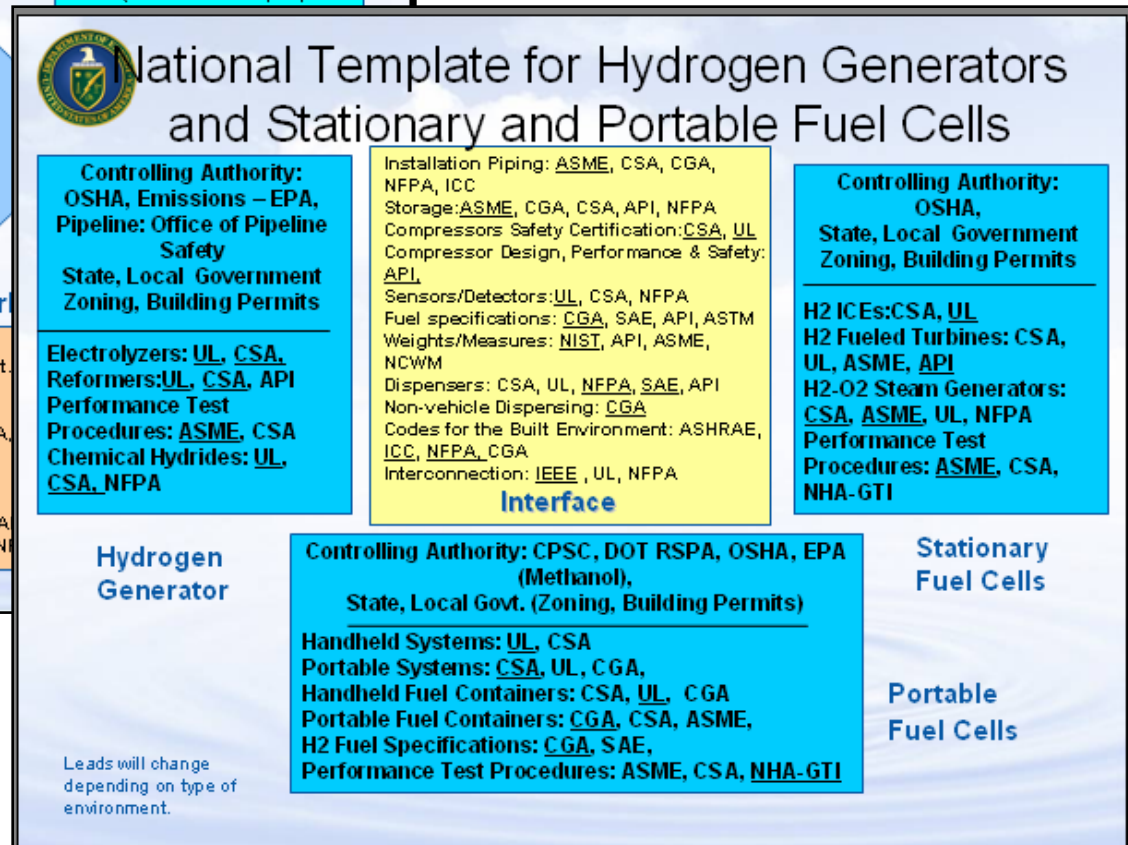 National Template for Hydrogen Generators
and Stationary and Portable Fuel Cells
Controlling Authority:
OSHA, Emissions – EPA,
Pipeline: Office of Pipeline
Safety
State, Local Government
Zoning, Building Permits
Electrolyzers: UL, CSA,
Reformers:UL, CSA, API
Performance Test
Procedures: ASME, CSA
Chemical Hydrides: UL,
CSA, NFPA
Hydrogen
Generator
Installation Piping: ASME, CSA, CGA,
NFPA, ICC
Storage:ASME, CGA, CSA, API, NFPA
Compressors Safety Certification:CSA, UL
Compressor Design, Performance & Safety:
API,
Sensors/Detectors:UL, CSA, NFPA
Fuel specifications: CGA, SAE, API, ASTM
Weights/Measures: NIST, API, ASME,
NCWM
Dispensers: CSA, UL, NFPA, SAE, API
Non-vehicle Dispensing: CGA
Codes for the Built Environment: ASHRAE,
ICC, NFPA, CGA
Interconnection: IEEE , UL, NFPA
Interface
Controlling Authority:
OSHA,
State, Local Government
Zoning, Building Permits
H2 ICEs:CSA, UL
H2 Fueled Turbines: CSA,
UL, ASME, API
H2-O2 Steam Generators:
CSA, ASME, UL, NFPA
Performance Test
Procedures: ASME, CSA,
NHA-GTI
Stationary
Fuel Cells
Controlling Authority: CPSC, DOT RSPA, OSHA, EPA
(Methanol),
State, Local Govt. (Zoning, Building Permits)
Handheld Systems: UL, CSA
Portable Systems: CSA, UL, CGA,
Handheld Fuel Containers: CSA, UL, CGA
Portable Fuel Containers: CGA, CSA, ASME,
H2 Fuel Specifications: CGA, SAE,
Performance Test Procedures: ASME, CSA, NHA-GTI
Portable
Fuel Cells
Leads will change
depending on type of
environment.